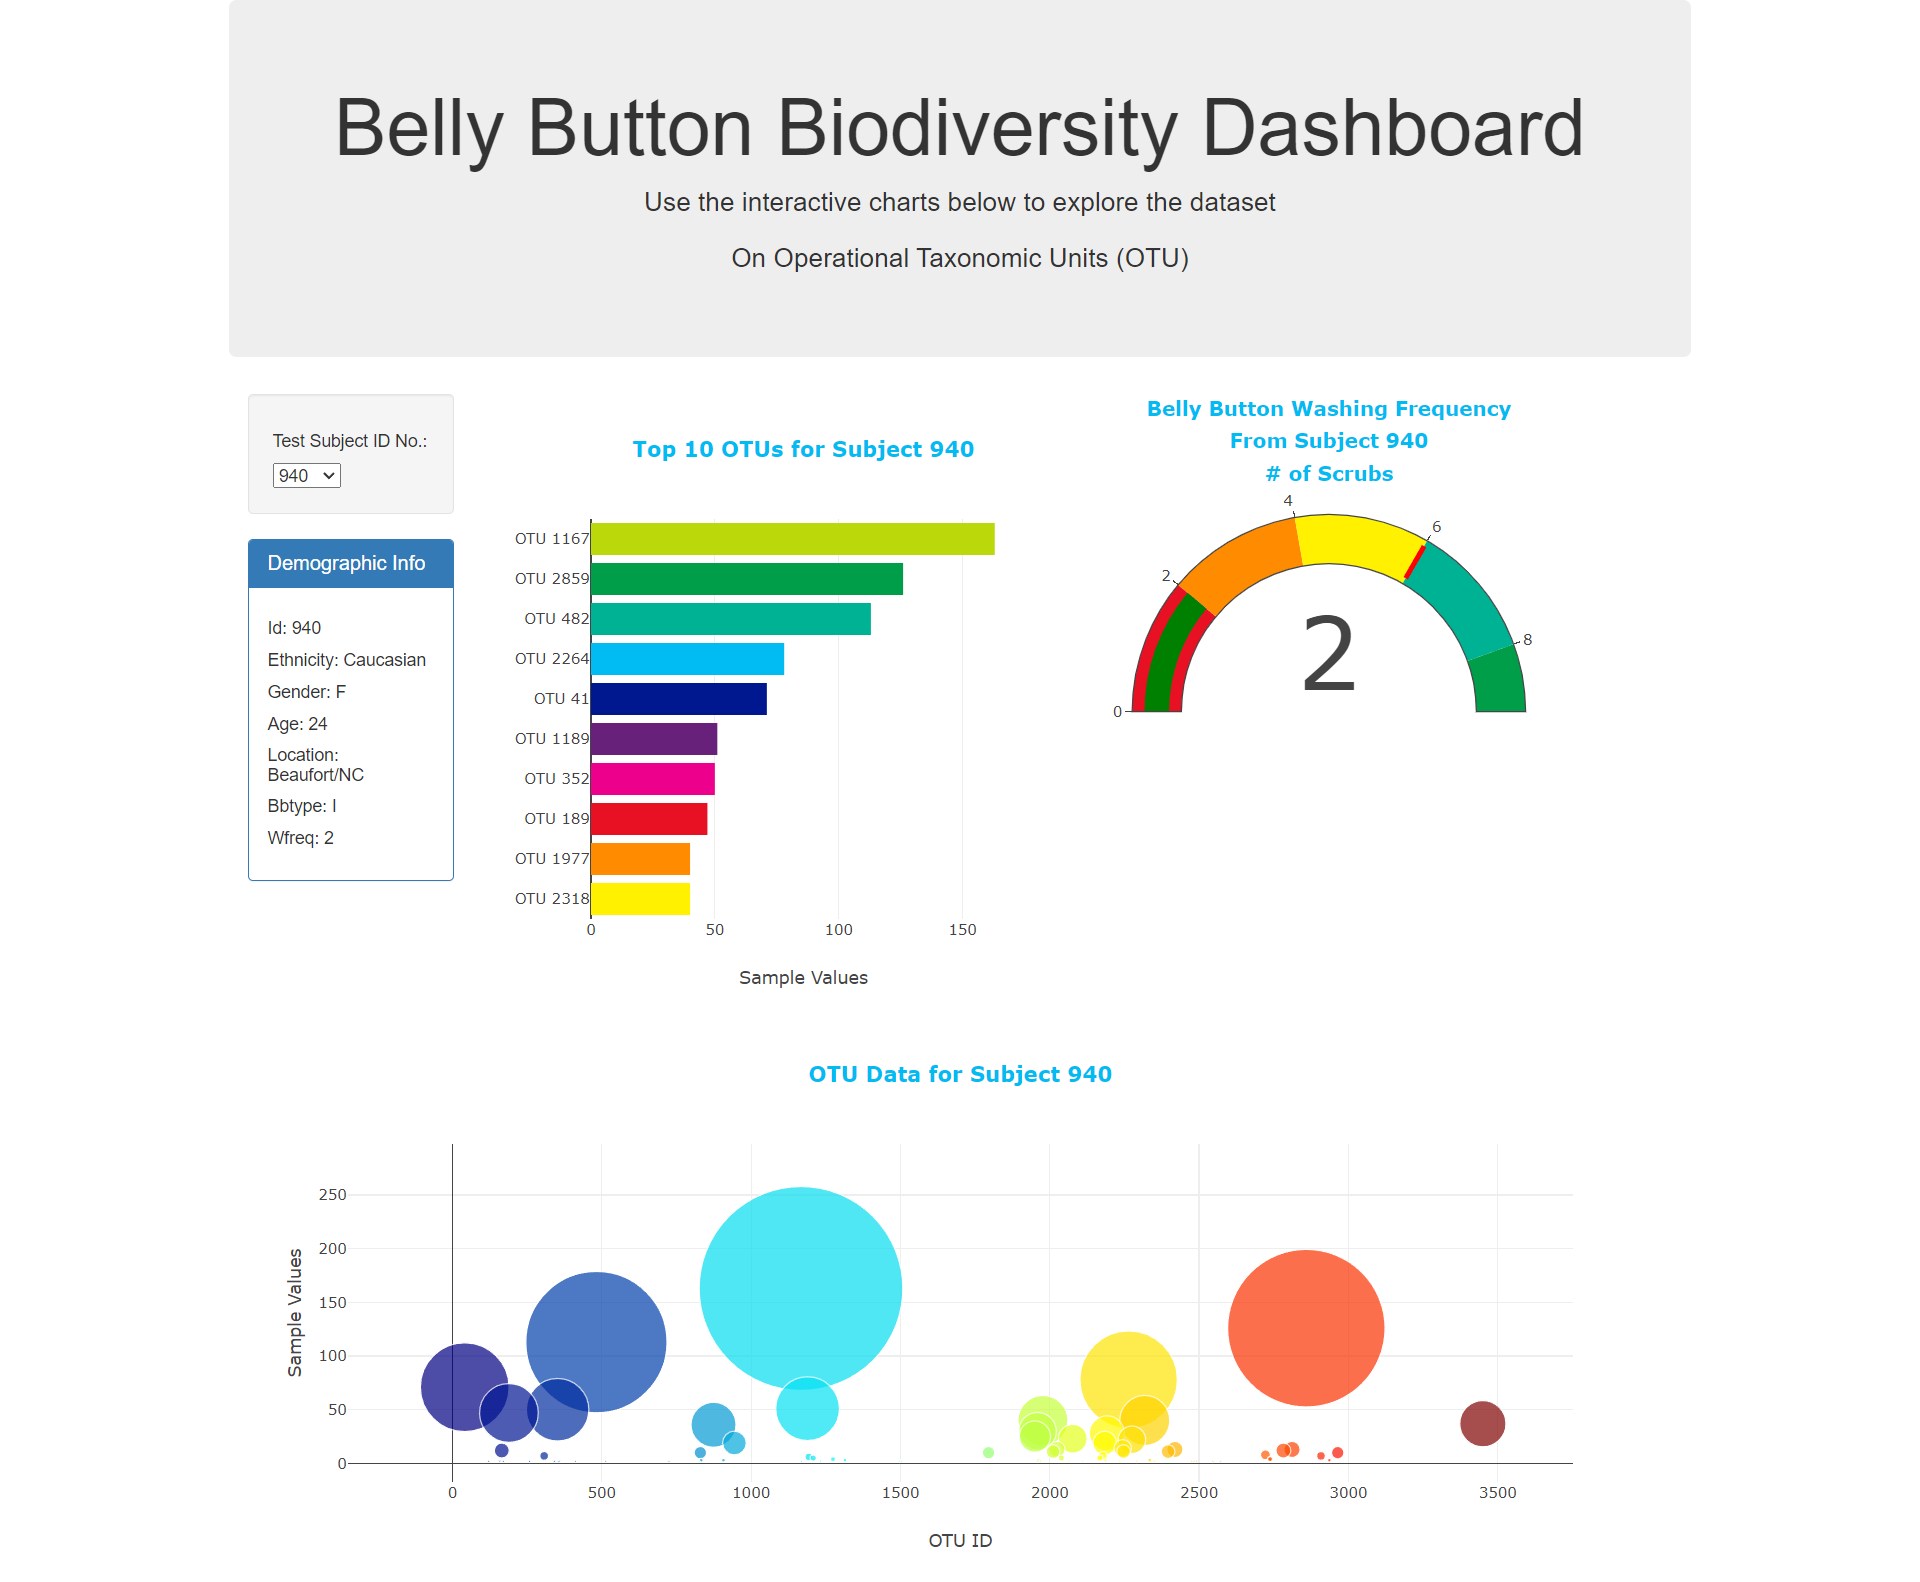 Belly Button Biodiversity Dashboard
Use the interactive charts below to explore the dataset
On Operational Taxonomic Units (OTU)
Test Subject ID No.:
940
Demographic Info
Id: 940
Ethnicity: Caucasian
Gender: F
Age: 24
Location:
Beaufort/NC
Bbtype: I
Wfreq: 2
Top 10 OTUs for Subject 940
OTU 1167
OTU 2859
OTU 482
OTU 2264
OTU 41
OTU 1189
OTU 352
OTU 189
OTU 1977
OTU 2318
0 50 100 150
Sample Values
Belly Button Washing Frequency
From Subject 940
# of Scrubs
0
2
4
6
8
2
OTU Data for Subject 940
250
200
150
100
50
0
Sample Values
0 500 1000 1500 2000 2500 3000 3500
OTU ID